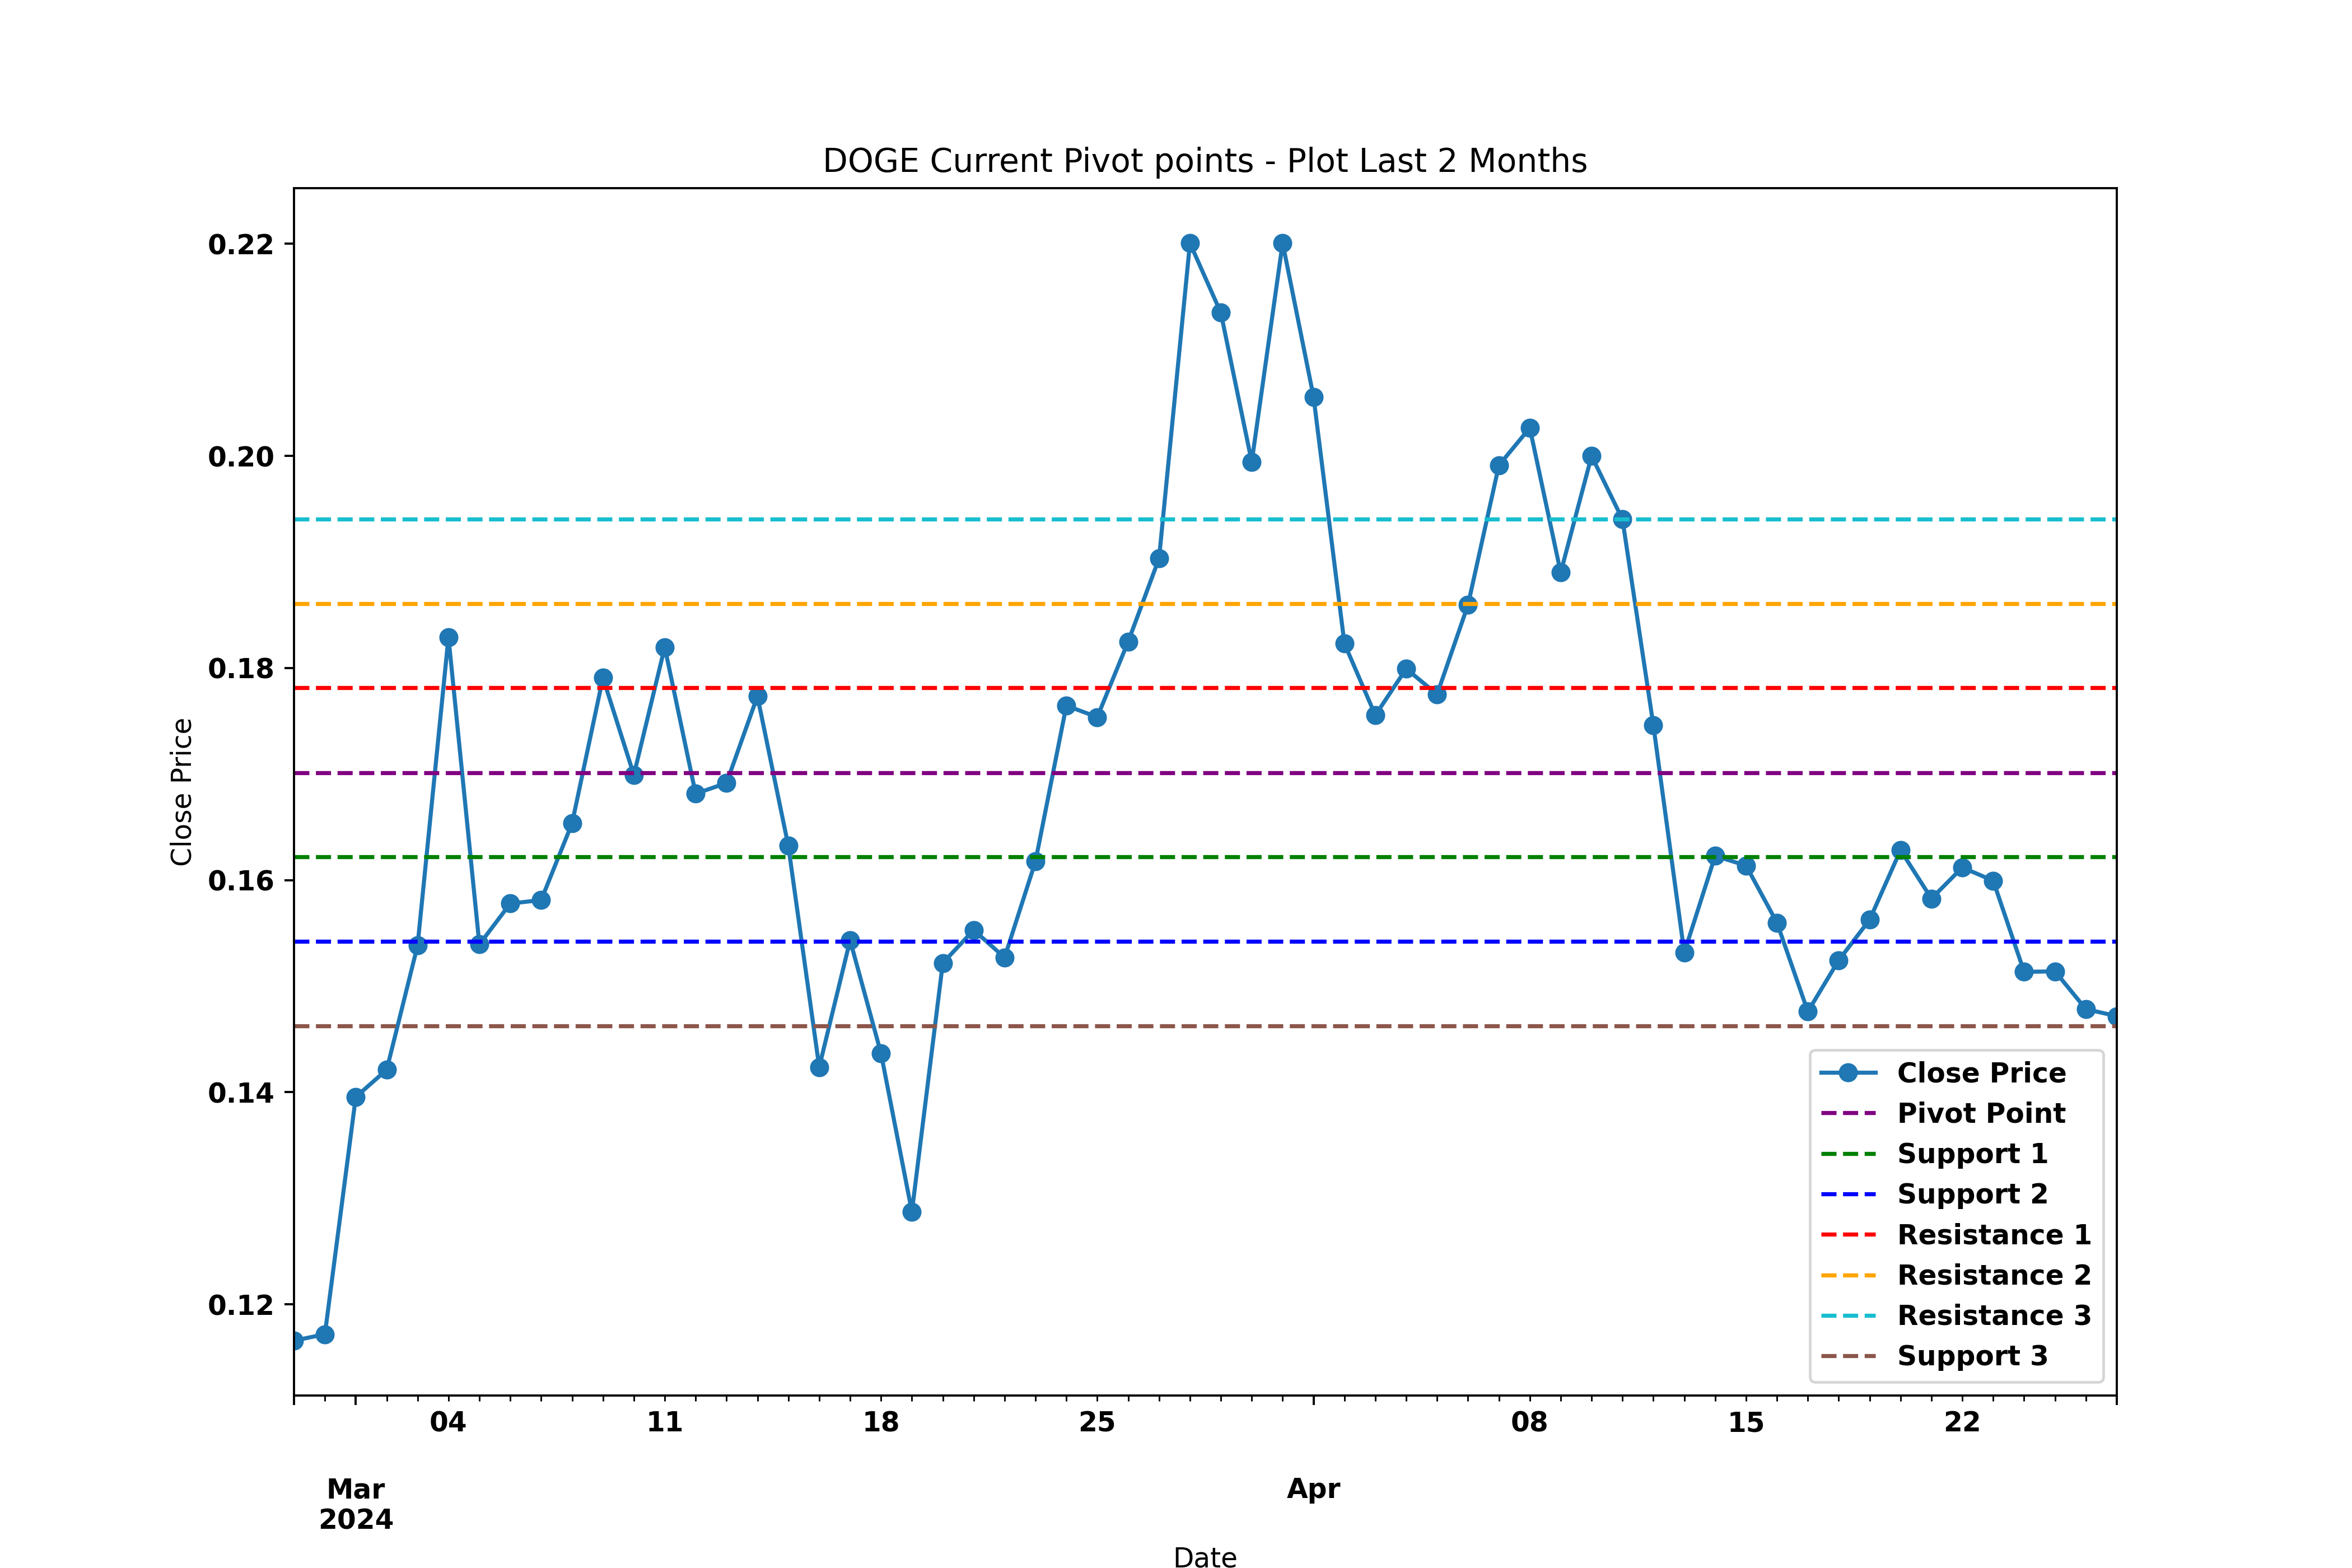 DOGE Current Pivot points - Plot Last 2 Months
0.22
0.20
0.18
0.16
0.14
0.12
Close Price
Close Price
Pivot Point
Support 1
Support 2
Resistance 1
Resistance 2
Resistance 3
Support 3
04
11
18
25
08
15
22
Mar
2024
Apr
Date